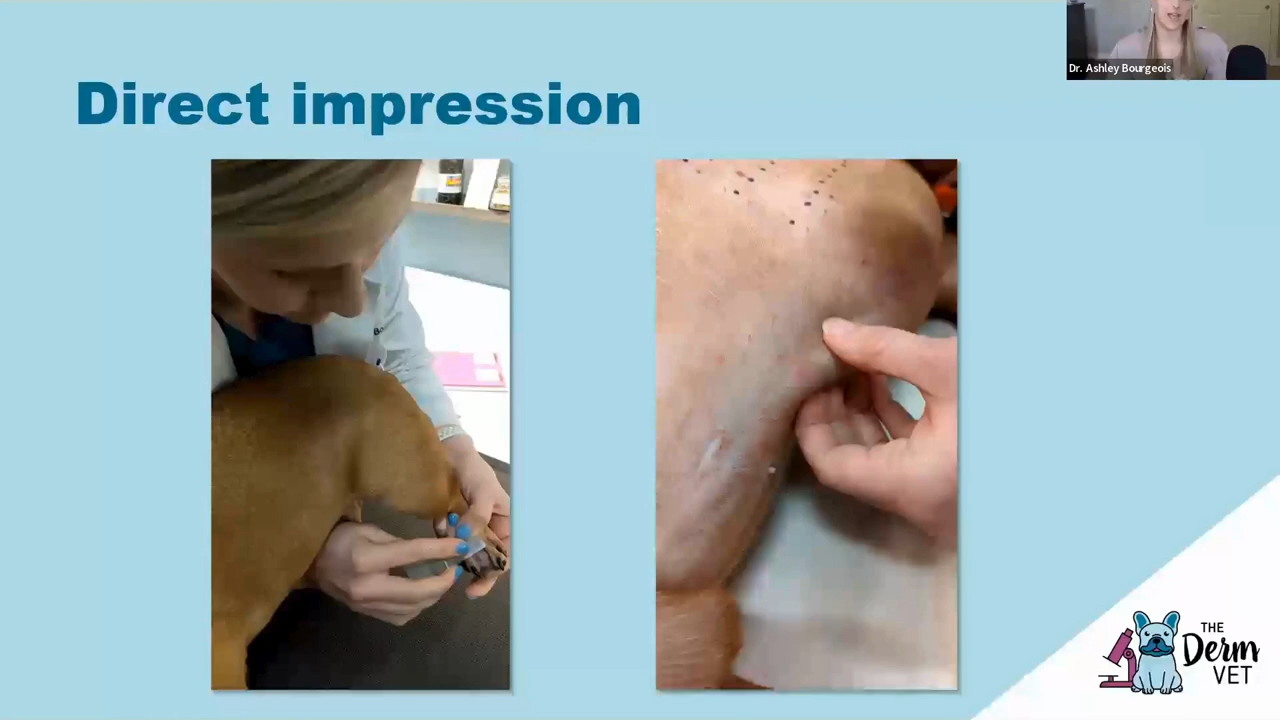 Dr. Ashley Bourgeois
Direct impression
THE
Derm
VET